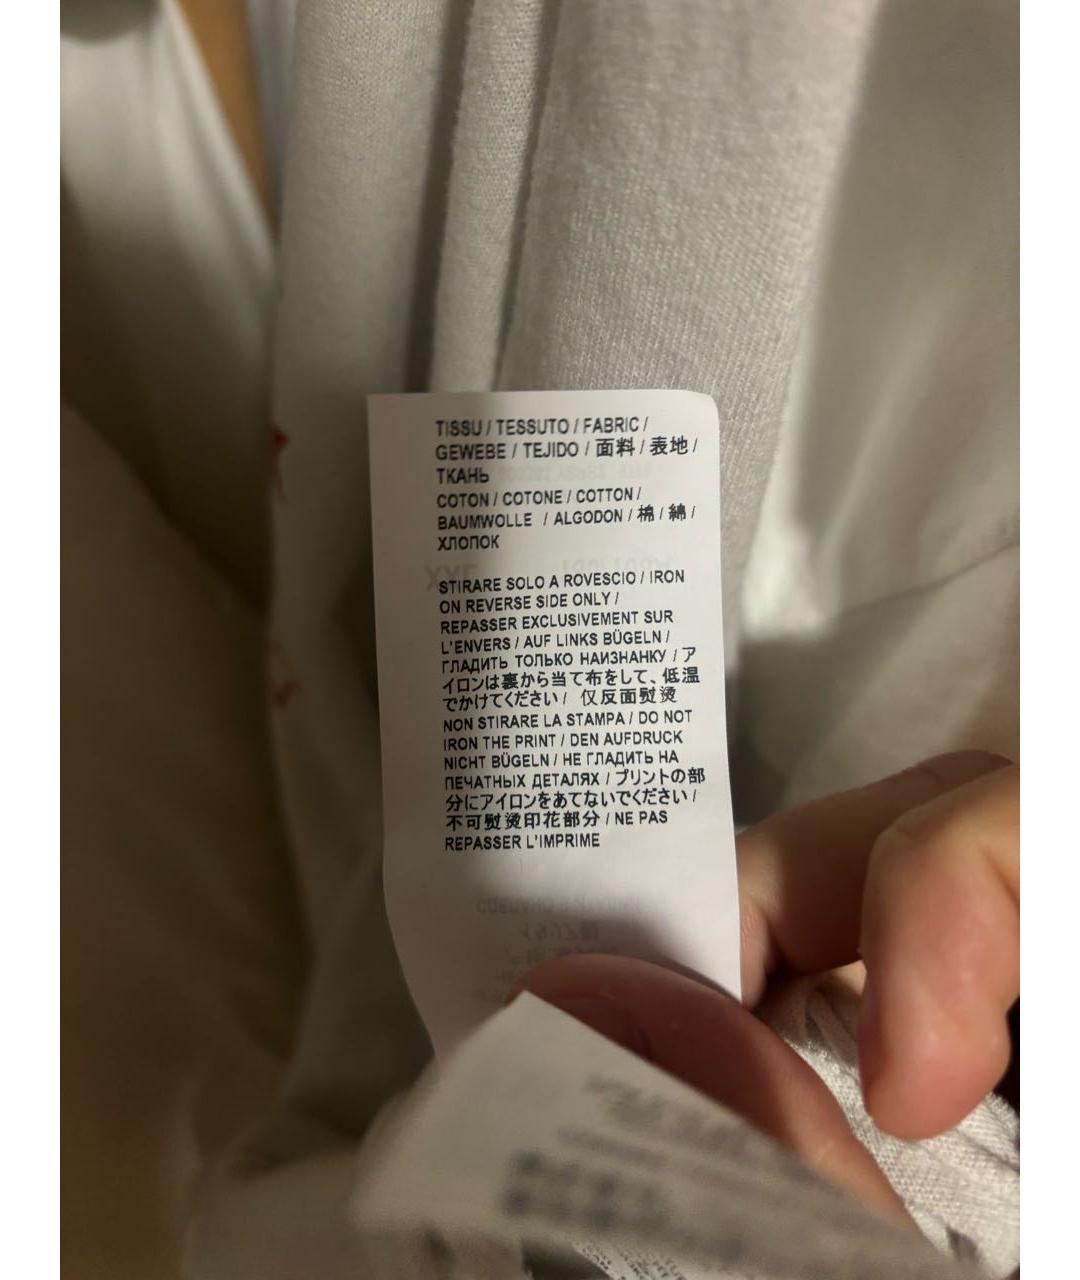 TISSU / TESSUTO / FABRIC /
GEWEBE / TEJIDO / 面料 / 表地 /
ТКАНЬ
COTON / COTONE / COTTON /
BAUMWOLLE / ALGODON / 棉 / 綿 /
ХЛОПОК
STIRARE SOLO A ROVESCIO / IRON
ON REVERSE SIDE ONLY /
REPASSER EXCLUSIVEMENT SUR
L'ENVERS / AUF LINKS BÜGELN /
ГЛАДИТЬ ТОЛЬКО НАИЗНАНКУ / ア
イロンは裏から当て布をして、低温
でかけてください / 仅反面熨烫
NON STIRARE LA STAMPA / DO NOT
IRON THE PRINT / DEN AUFDRUCK
NICHT BÜGELN / НЕ ГЛАДИТЬ НА
ПЕЧАТНЫХ ДЕТАЛЯХ / プリントの部
分にアイロンをあてないでください /
不可熨烫印花部分 / NE PAS
REPASSER L'IMPRIME